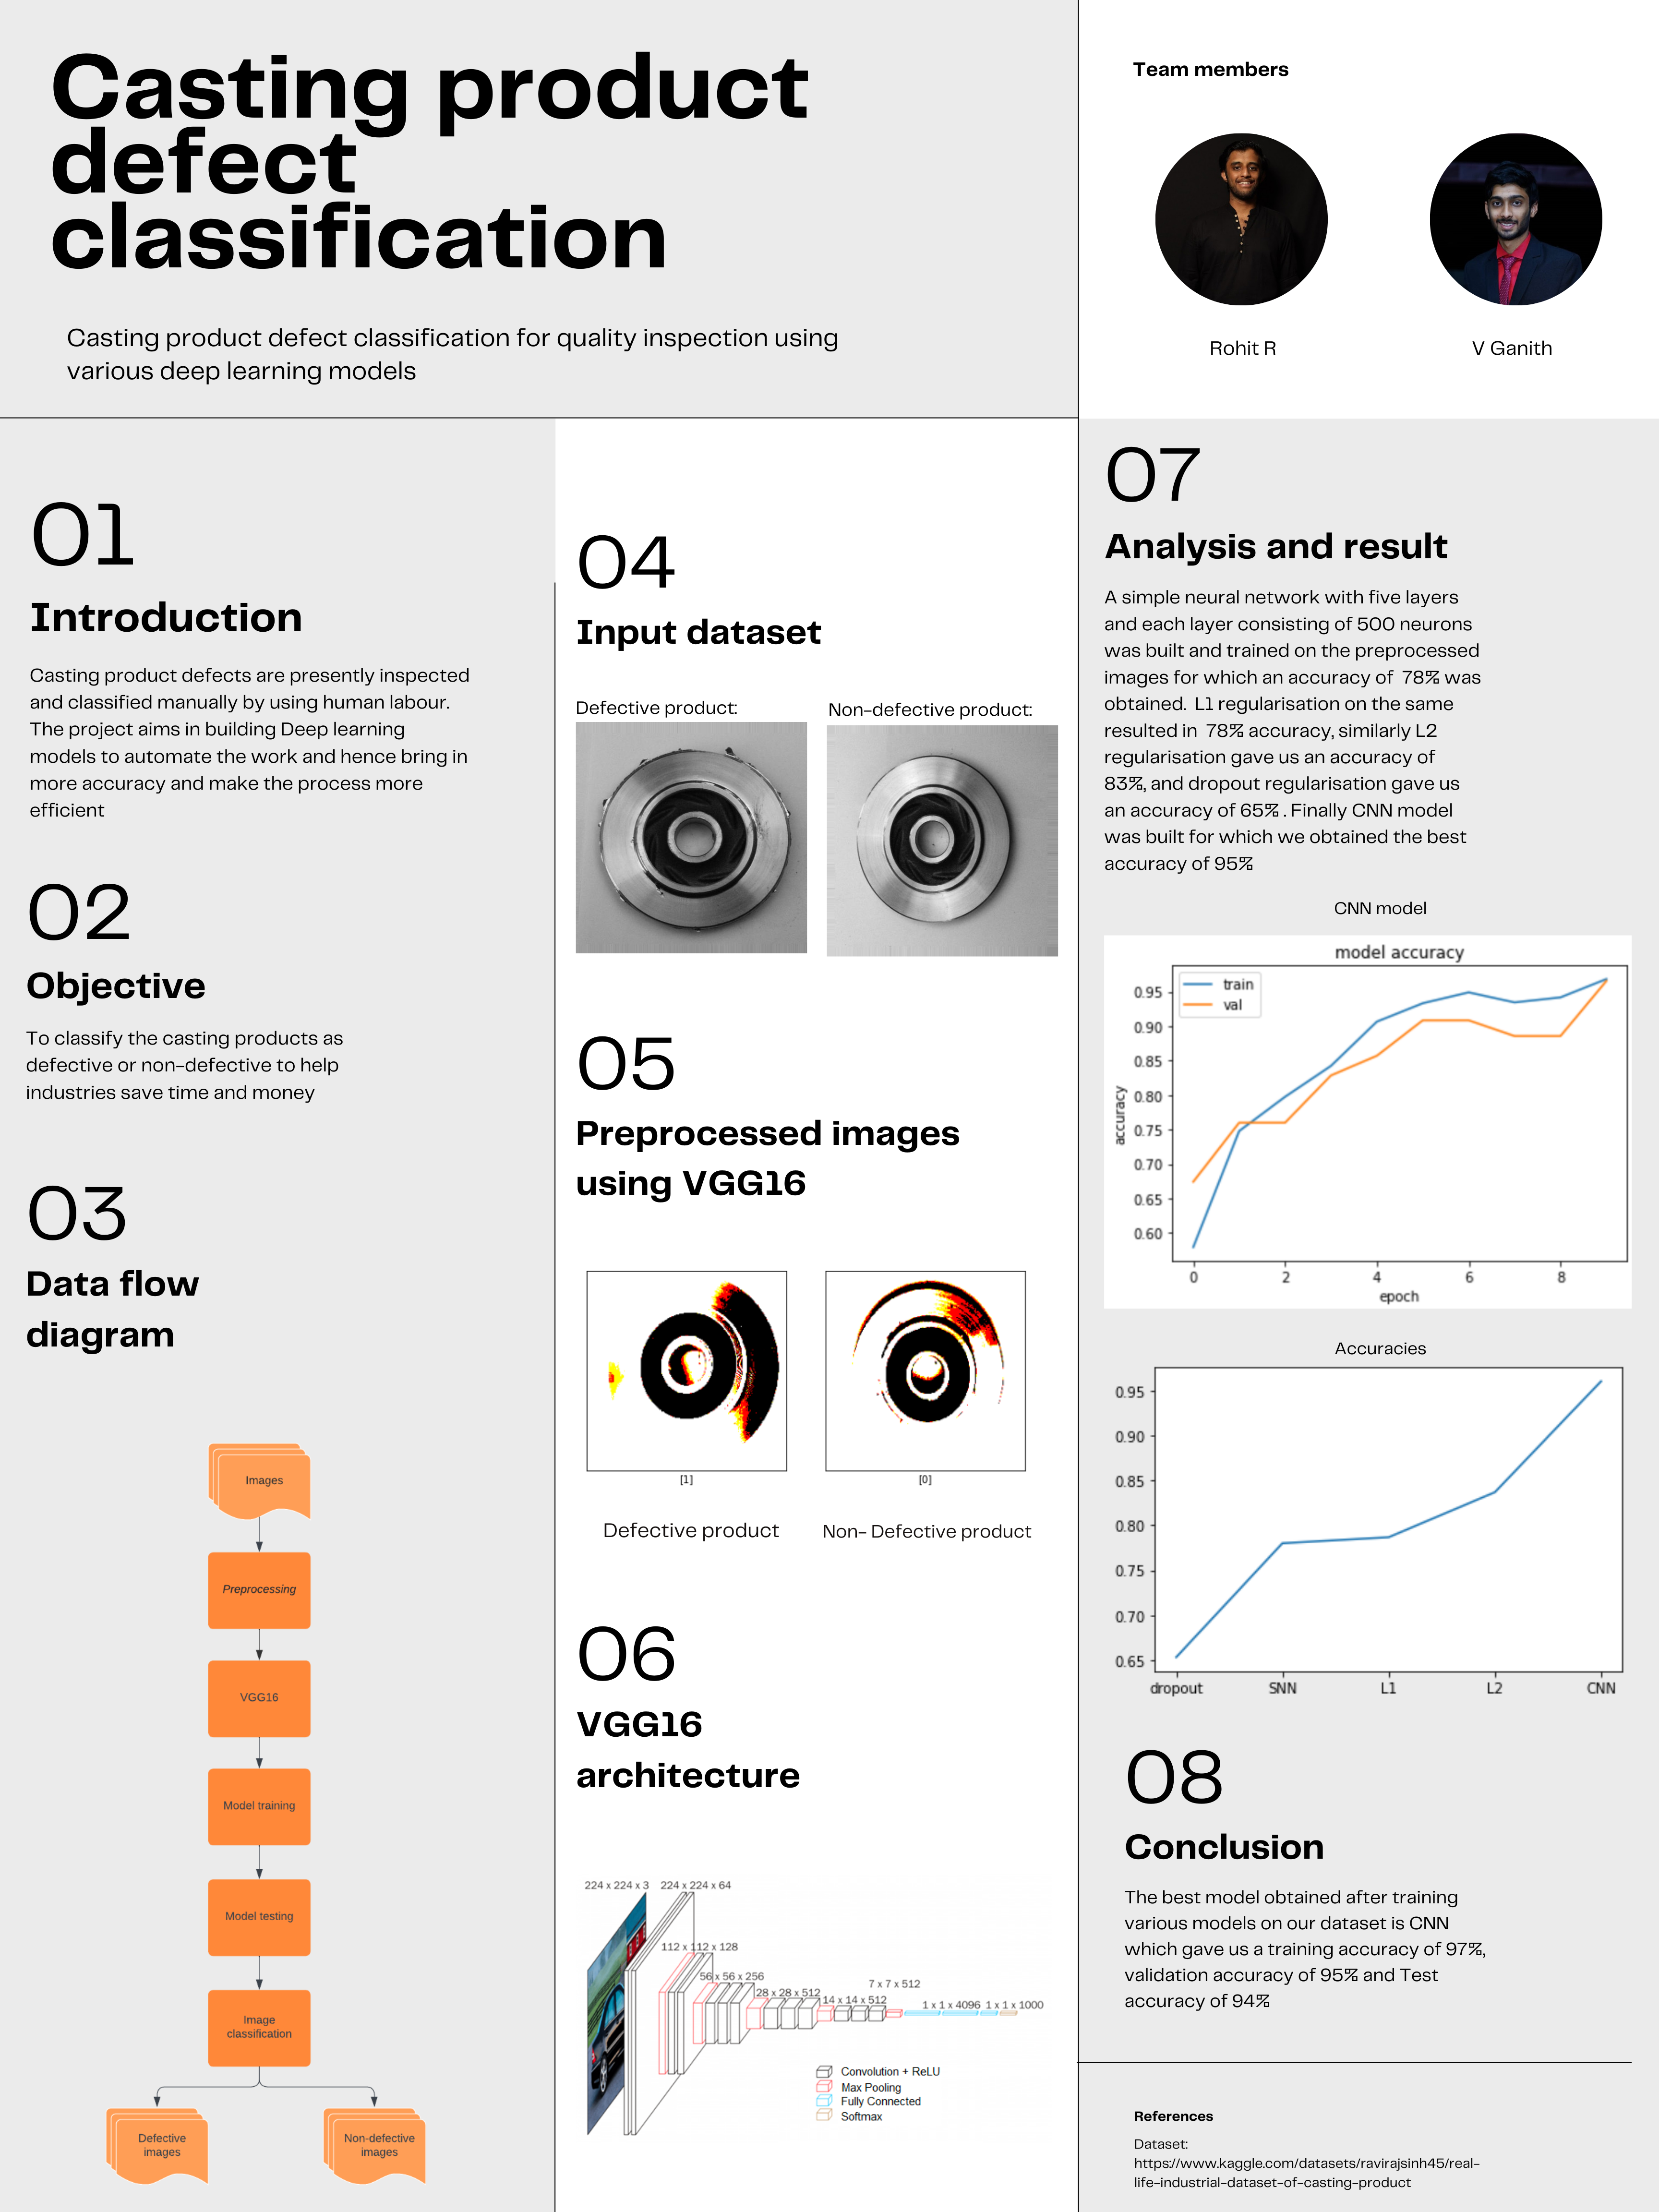 Casting product
defect
classification
Casting product defect classification for quality inspection using
various deep learning models
Team members
Rohit R
V Ganith
01
Introduction
Casting product defects are presently inspected
and classified manually by using human labour.
The project aims in building Deep learning
models to automate the work and hence bring in
more accuracy and make the process more
efficient
02
Objective
To classify the casting products as
defective or non-defective to help
industries save time and money
03
Data flow
diagram
Images
Preprocessing
VGG16
Model training
Model testing
Image
classification
Defective
images
Non-defective
images
04
Input dataset
Defective product:
Non-defective product:
05
Preprocessed images
using VGG16
[1]
[0]
Defective product
Non- Defective product
06
VGG16
architecture
224 x 224 x 3
224 x 224 x 64
112 x 112 x 128
56 x 56 x 256
28 x 28 x 512
14 x 14 x 512
7 x 7 x 512
1 x 1 x 4096
1 x 1 x 1000
Convolution + ReLU
Max Pooling
Fully Connected
Softmax
07
Analysis and result
A simple neural network with five layers
and each layer consisting of 500 neurons
was built and trained on the preprocessed
images for which an accuracy of  78% was
obtained.  L1 regularisation on the same
resulted in  78% accuracy, similarly L2
regularisation gave us an accuracy of
83%, and dropout regularisation gave us
an accuracy of 65% . Finally CNN model
was built for which we obtained the best
accuracy of 95%
CNN model
model accuracy
train
val
0.95
0.90
0.85
0.80
0.75
0.70
0.65
0.60
accuracy
0 2 4 6 8
epoch
Accuracies
0.95
0.90
0.85
0.80
0.75
0.70
0.65
dropout SNN L1 L2 CNN
08
Conclusion
The best model obtained after training
various models on our dataset is CNN
which gave us a training accuracy of 97%,
validation accuracy of 95% and Test
accuracy of 94%
References
Dataset:
https://www.kaggle.com/datasets/ravirajsinh45/real-
life-industrial-dataset-of-casting-product